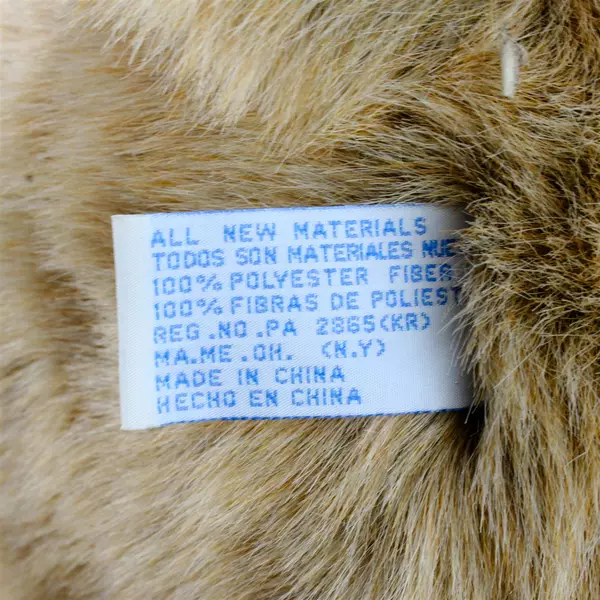 ALL NEW MATERIALS
TODOS SON MATERIALES NUE
100% POLYESTER FIBER
100% FIBRAS DE POLIEST
REG.NO.PA 2865(KR)
MA.ME.OH. (N.Y)
MADE IN CHINA
HECHO EN CHINA